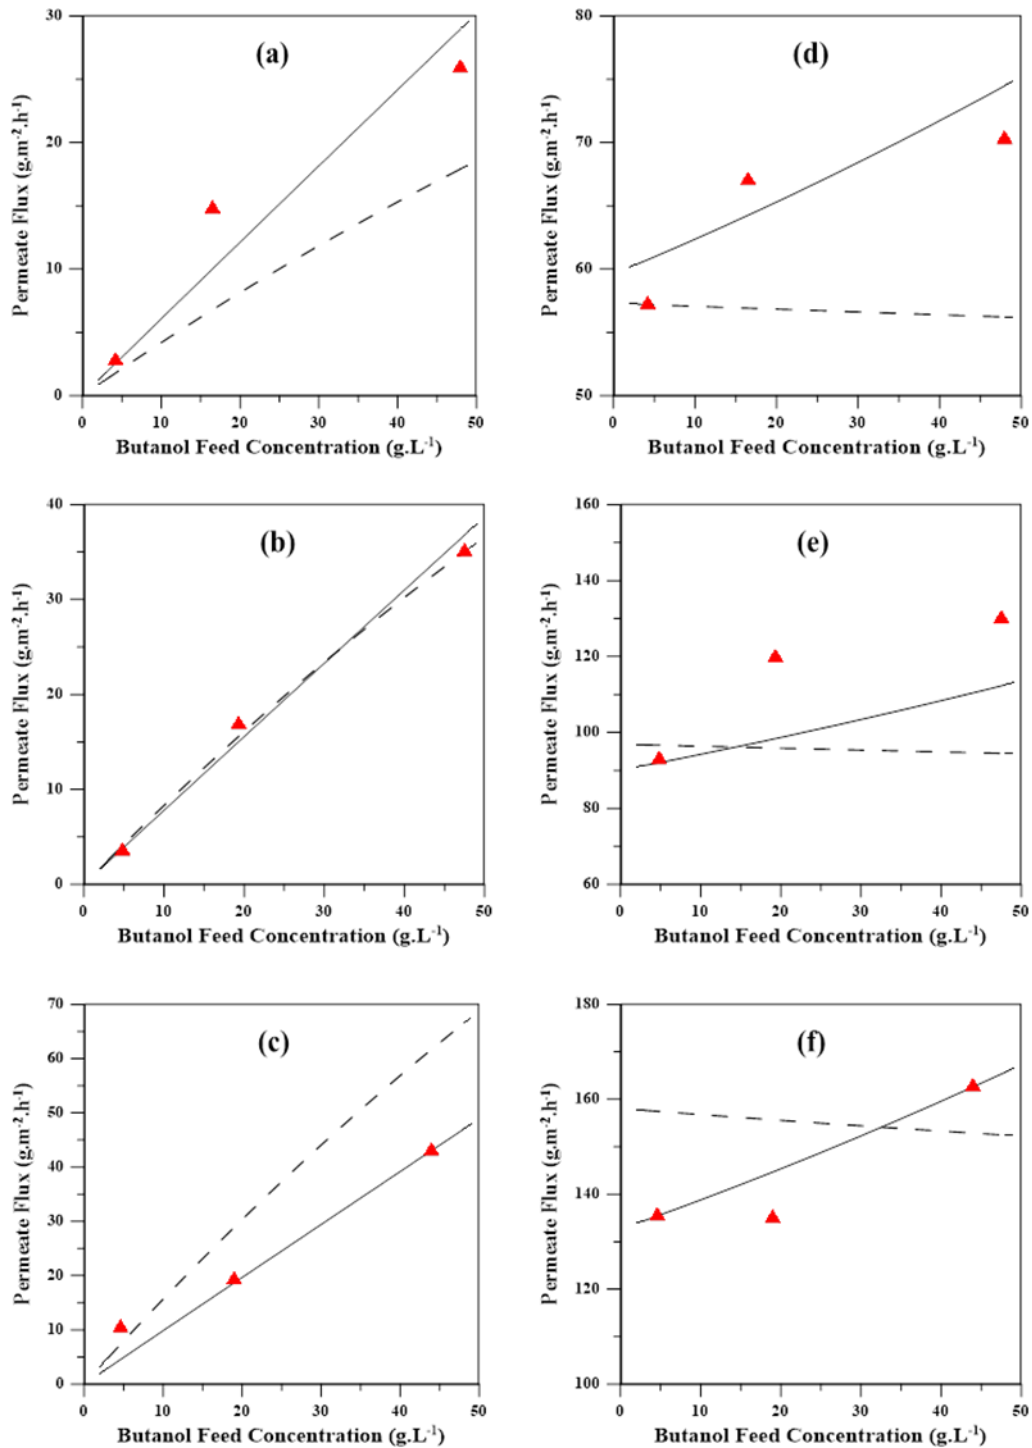 30
20
10
0
(a)
Permeate Flux (g.m-2.h-1)
0 10 20 30 40 50
Butanol Feed Concentration (g.L-1)
80
70
60
50
(d)
Permeate Flux (g.m-2.h-1)
0 10 20 30 40 50
Butanol Feed Concentration (g.L-1)
40
30
20
10
0
(b)
Permeate Flux (g.m-2.h-1)
0 10 20 30 40 50
Butanol Feed Concentration (g.L-1)
160
140
120
100
80
60
(e)
Permeate Flux (g.m-2.h-1)
0 10 20 30 40 50
Butanol Feed Concentration (g.L-1)
70
60
50
40
30
20
10
0
(c)
Permeate Flux (g.m-2.h-1)
0 10 20 30 40 50
Butanol Feed Concentration (g.L-1)
180
160
140
120
100
(f)
Permeate Flux (g.m-2.h-1)
0 10 20 30 40 50
Butanol Feed Concentration (g.L-1)